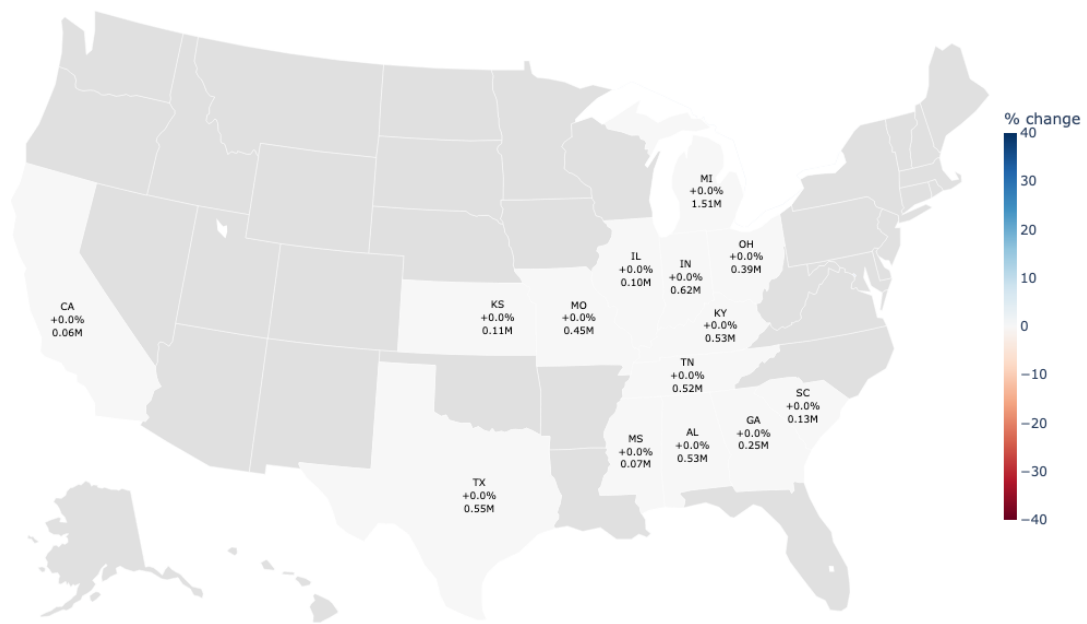 % change
40
30
20
10
0
−10
−20
−30
−40
MI
+0.0%
1.51M
OH
+0.0%
0.39M
IL
+0.0%
0.10M
IN
+0.0%
0.62M
KS
+0.0%
0.11M
MO
+0.0%
0.45M
KY
+0.0%
0.53M
CA
+0.0%
0.06M
TN
+0.0%
0.52M
SC
+0.0%
0.13M
GA
+0.0%
0.25M
MS
+0.0%
0.07M
AL
+0.0%
0.53M
TX
+0.0%
0.55M